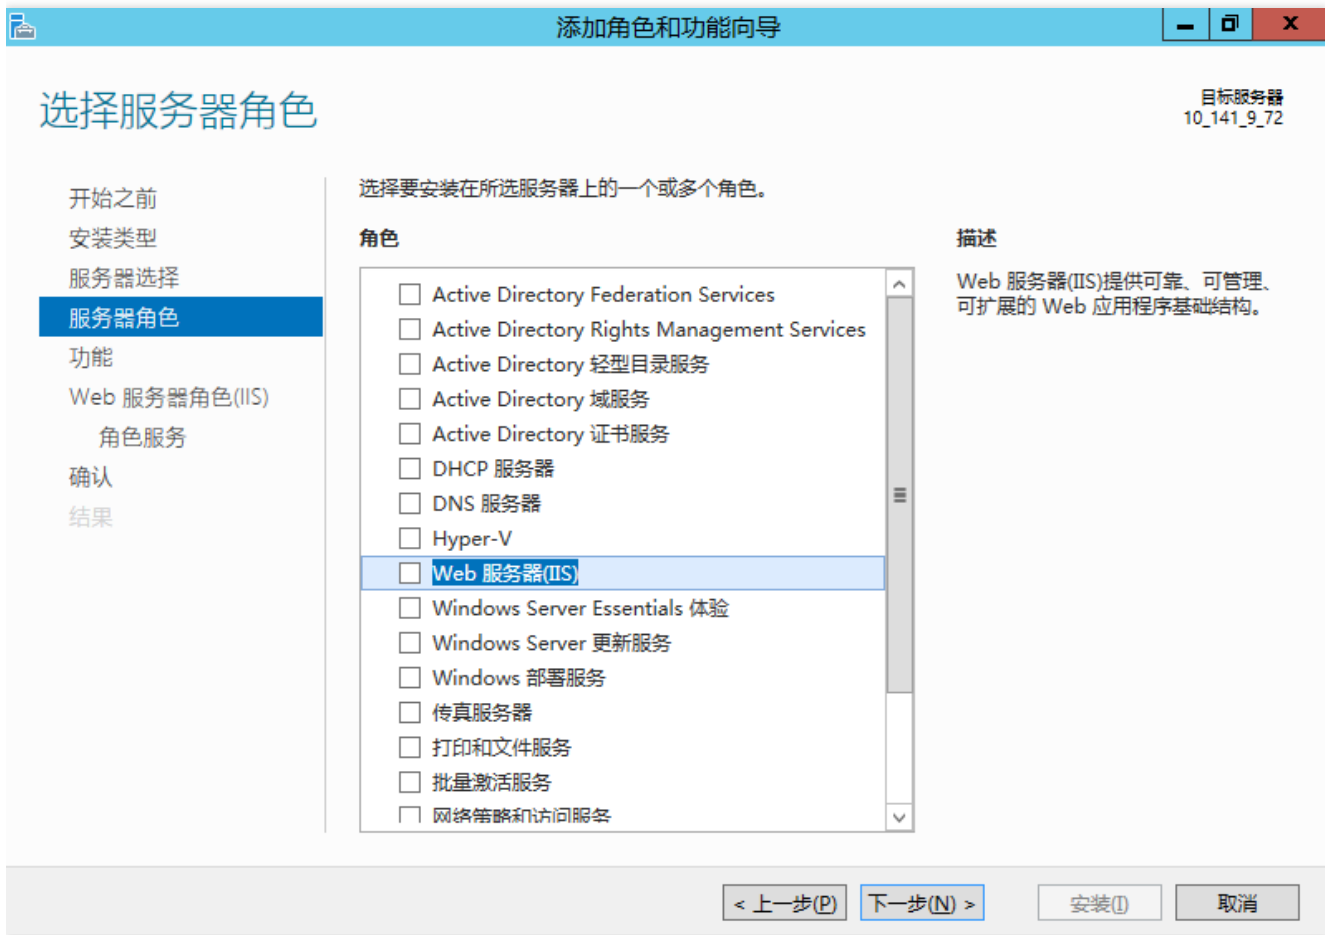 添加角色和功能向导
选择服务器角色
目标服务器
10_141_9_72
开始之前
安装类型
服务器选择
服务器角色
功能
Web 服务器角色(IIS)
角色服务
确认
结果
选择要安装在所选服务器上的一个或多个角色。
角色
Active Directory Federation Services
Active Directory Rights Management Services
Active Directory 轻型目录服务
Active Directory 域服务
Active Directory 证书服务
DHCP 服务器
DNS 服务器
Hyper-V
Web 服务器(IIS)
Windows Server Essentials 体验
Windows Server 更新服务
Windows 部署服务
传真服务器
打印和文件服务
批量激活服务
网络策略和访问服务
描述
Web 服务器(IIS)提供可靠、可管理、
可扩展的 Web 应用程序基础结构。
< 上一步(P)
下一步(N) >
安装(I)
取消